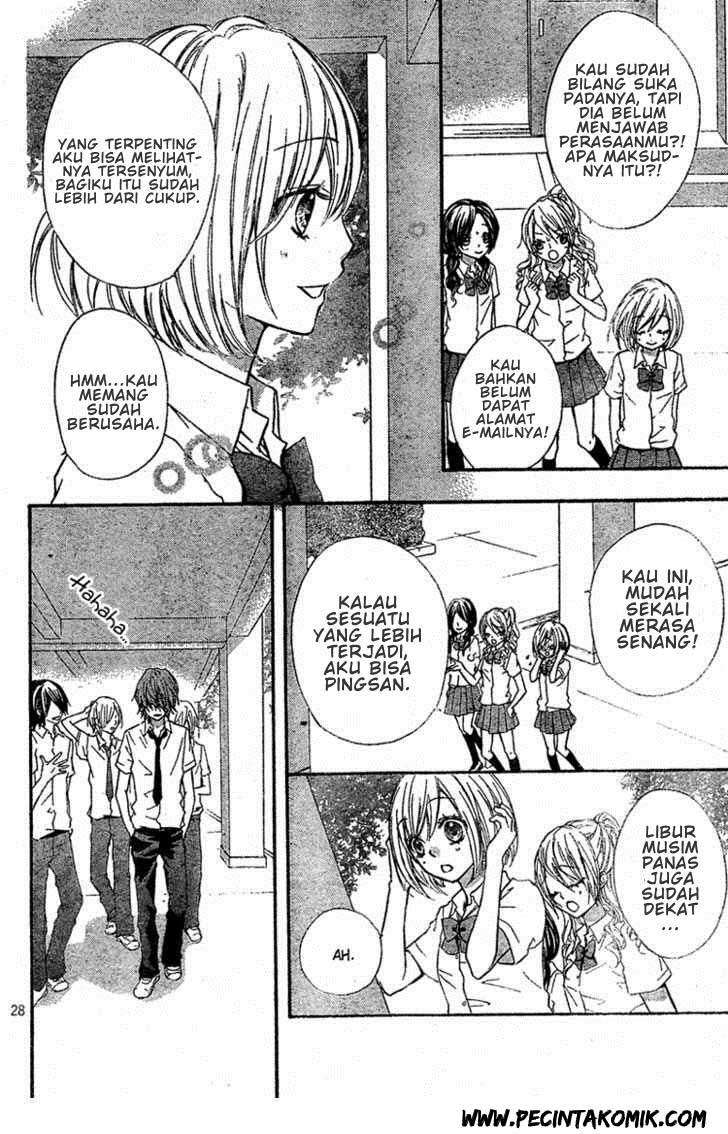 KAU SUDAH
BILANG SUKA
PADANYA, TAPI
DIA BELUM
MENJAWAB
PERASAANMU?!
APA MAKSUD-
NYA ITU?!
KAU
BAHKAN
BELUM
DAPAT
ALAMAT
E-MAILNYA!
YANG TERPENTING
AKU BISA MELIHAT-
NYA TERSENYUM,
BAGIKU ITU SUDAH
LEBIH DARI CUKUP.
HMM...KAU
MEMANG
SUDAH
BERUSAHA.
KAU INI,
MUDAH
SEKALI
MERASA
SENANG!
KALAU
SESUATU
YANG LEBIH
TERJADI,
AKU BISA
PINGSAN.
LIBUR
MUSIM
PANAS
JUGA
SUDAH
DEKAT
...
AH.
Hahaha...
28
WWW.PECINTAKOMIK.COM